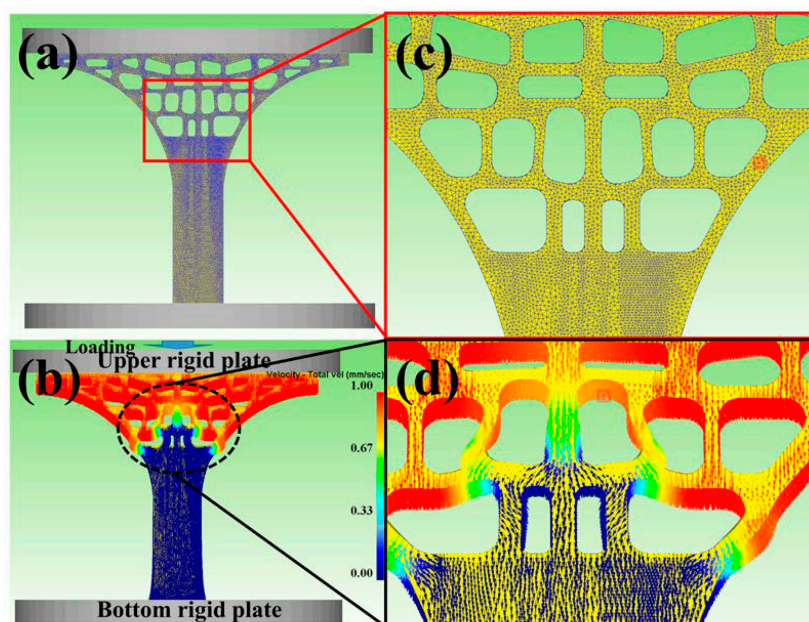 (a)
(c)
Loading
Upper rigid plate
Velocity - Total vel (mm/sec)
(b)
1.00
0.67
0.33
0.00
Bottom rigid plate
(d)